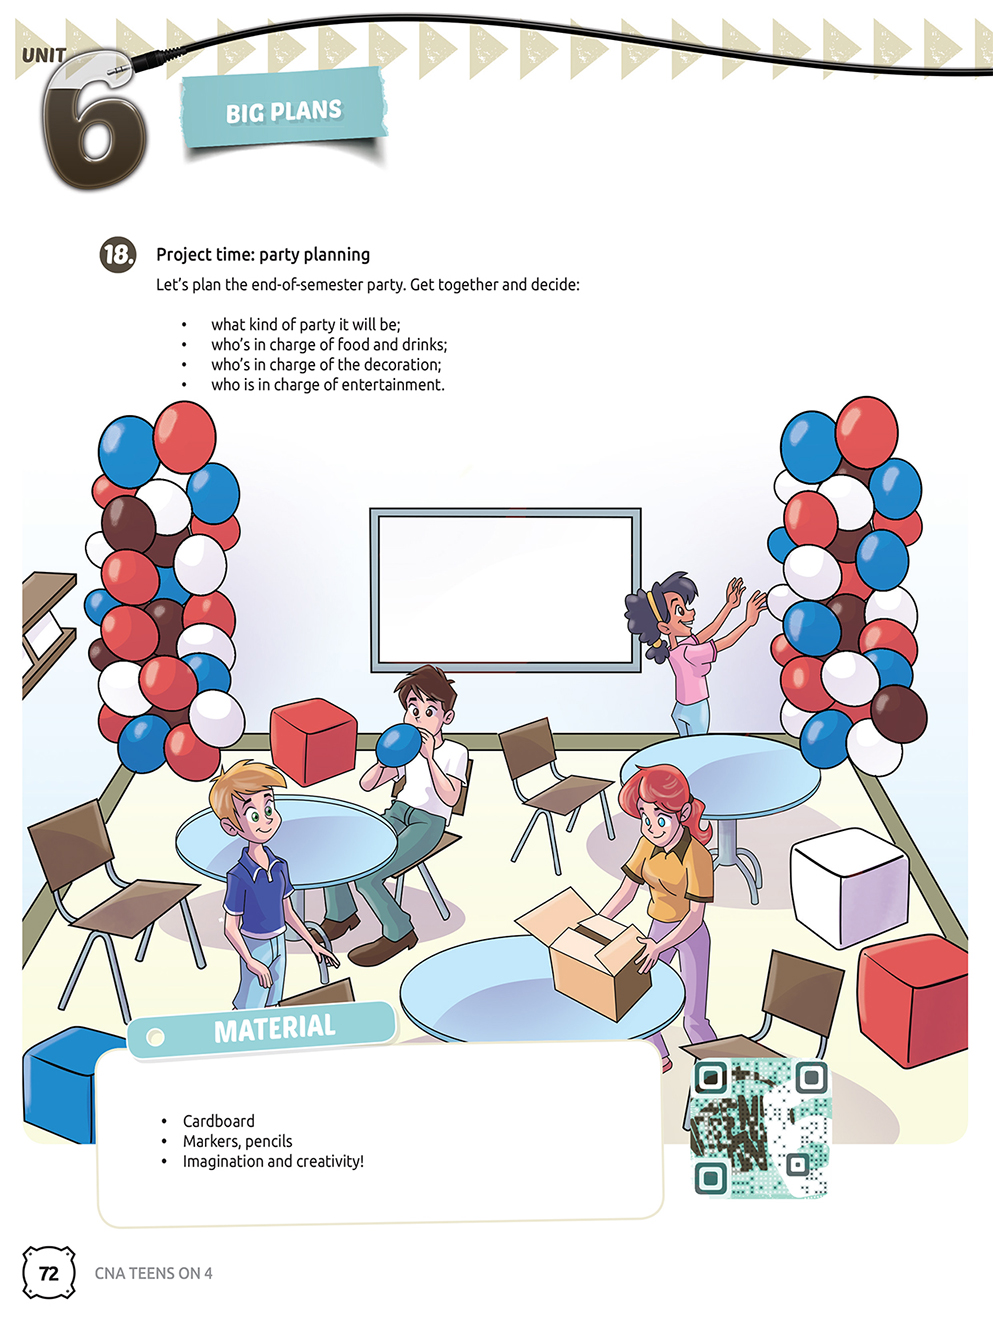 UNIT
6
BIG PLANS
18. Project time: party planning
Let's plan the end-of-semester party. Get together and decide:
• what kind of party it will be;
• who's in charge of food and drinks;
• who's in charge of the decoration;
• who is in charge of entertainment.
MATERIAL
• Cardboard
• Markers, pencils
• Imagination and creativity!
72 CNA TEENS ON 4